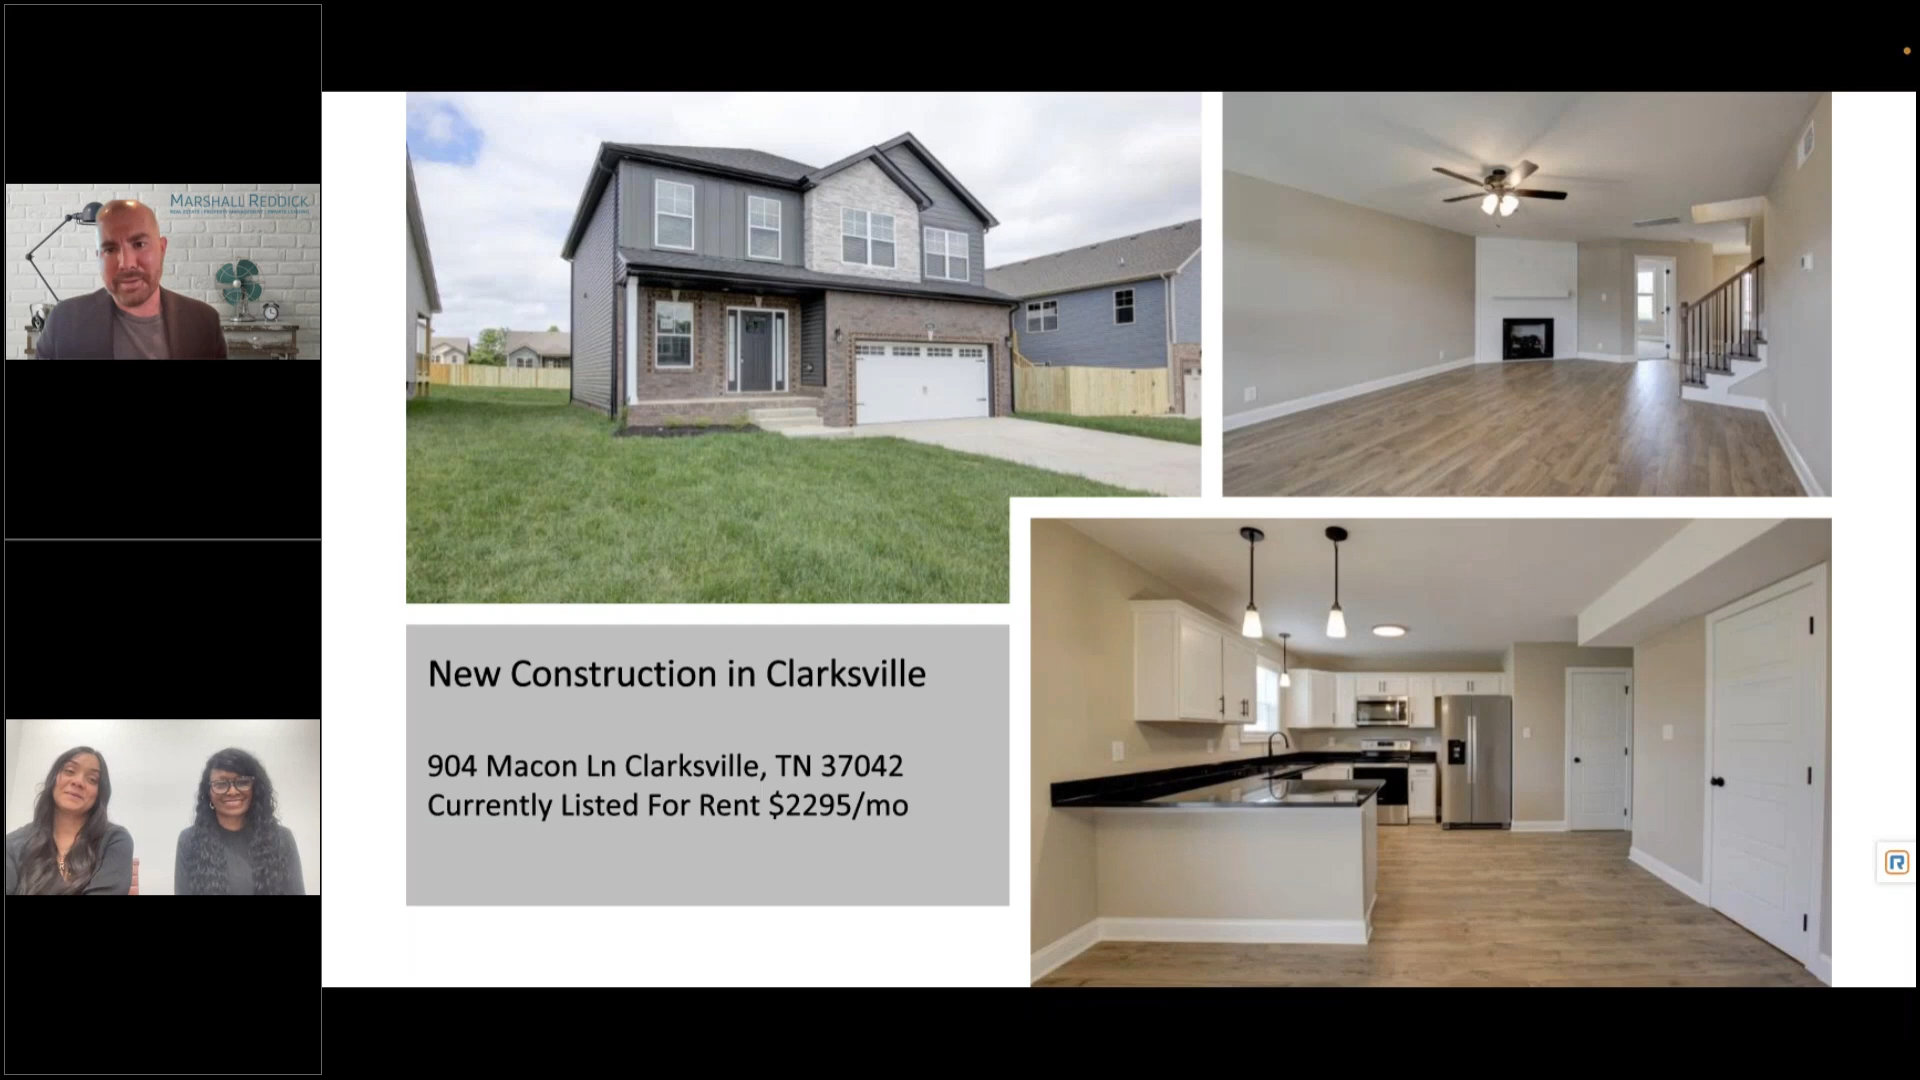 MARSHALL REDDICK
REAL ESTATE | PROPERTY MANAGEMENT | PRIVATE LENDING
New Construction in Clarksville
904 Macon Ln Clarksville, TN 37042
Currently Listed For Rent $2295/mo